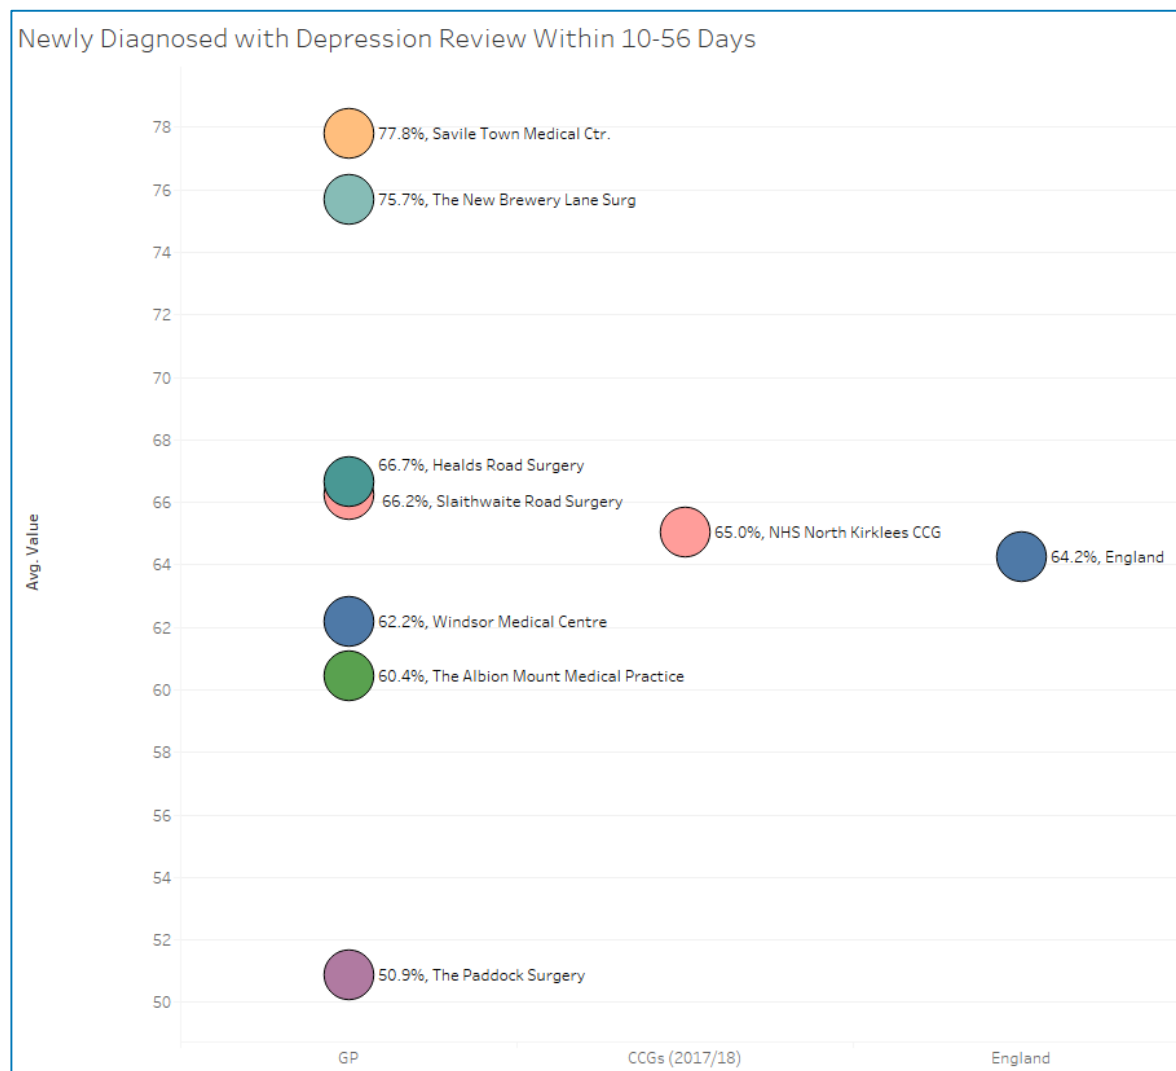 Newly Diagnosed with Depression Review Within 10-56 Days
78
77.8%, Savile Town Medical Ctr.
76
75.7%, The New Brewery Lane Surg
74
72
70
68
66.7%, Healds Road Surgery
66
66.2%, Slaithwaite Road Surgery
65.0%, NHS North Kirklees CCG
64.2%, England
64
62.2%, Windsor Medical Centre
62
60.4%, The Albion Mount Medical Practice
60
58
56
54
52
50.9%, The Paddock Surgery
50
Avg. Value
GP
CCGs (2017/18)
England